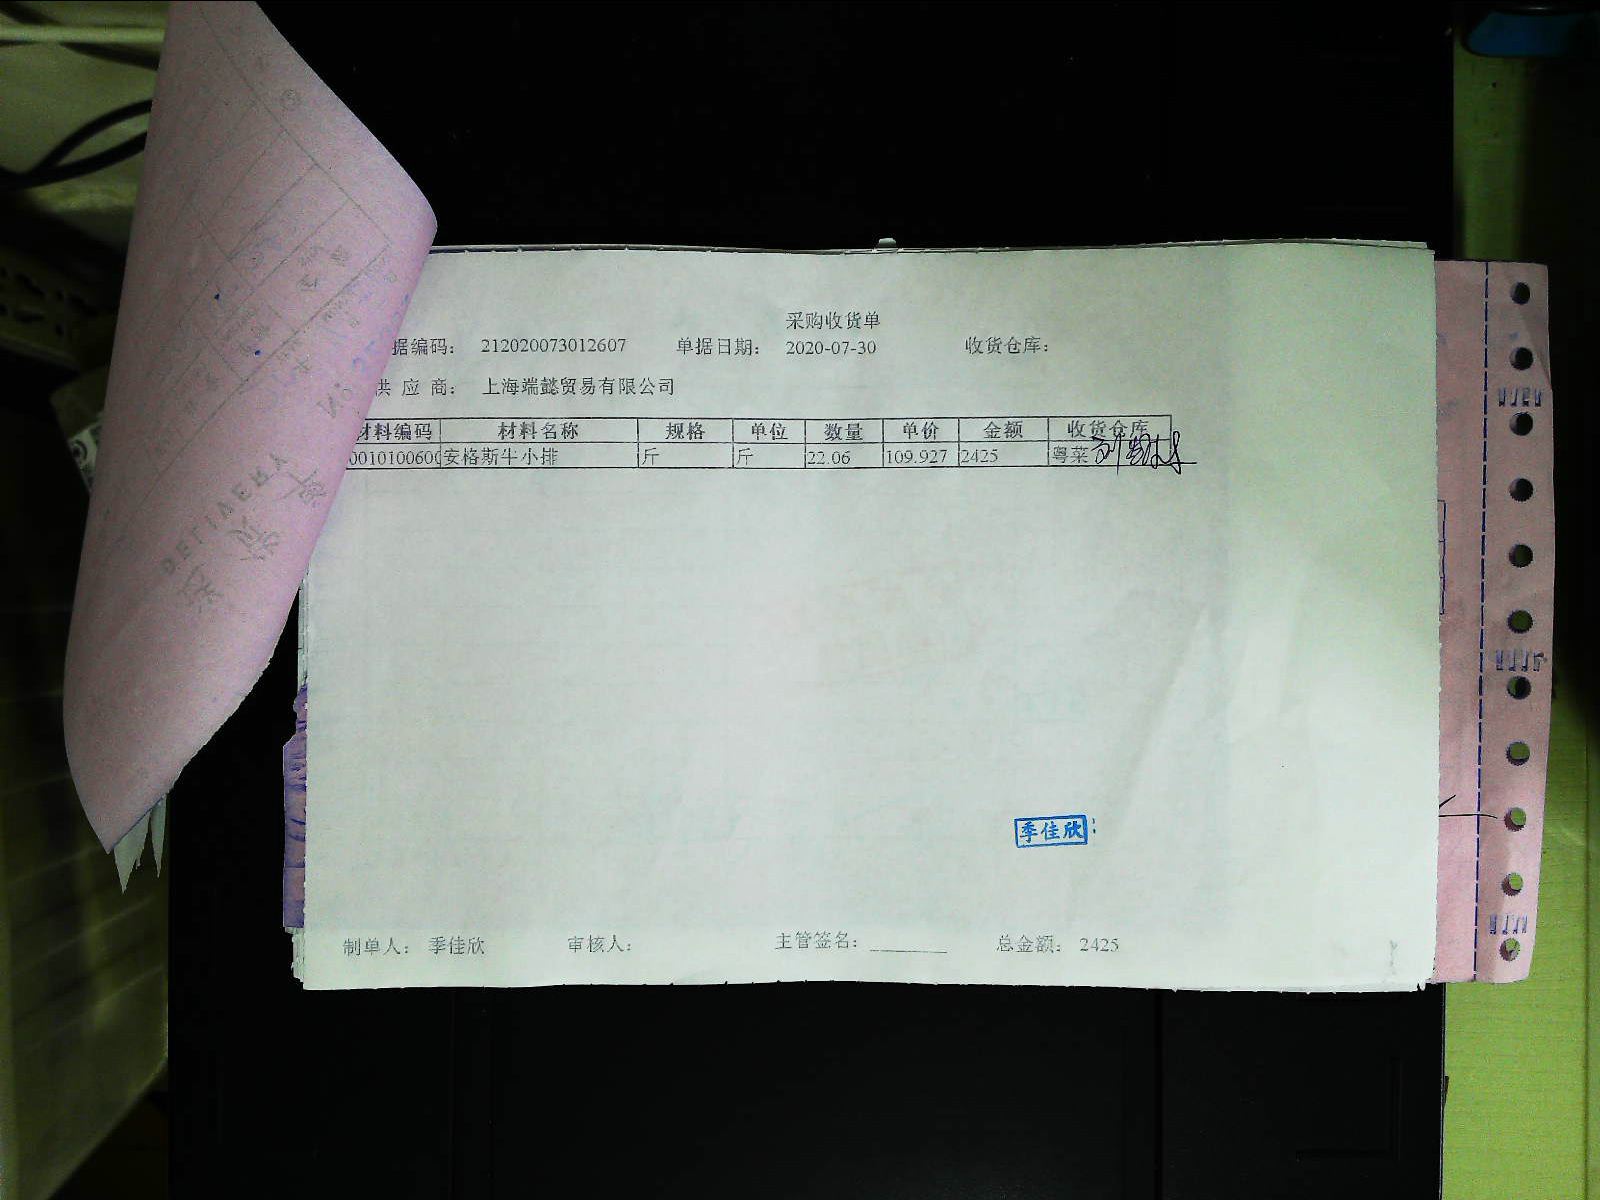 采购收货单
据编码： 212020073012607 单据日期： 2020-07-30 收货仓库：
供 应 商： 上海端懿贸易有限公司
材料编码 材料名称 规格 单位 数量 单价 金额 收货仓库
00101006 安格斯牛小排 斤 斤 22.06 109.927 2425 粤菜
季佳欣
制单人： 季佳欣 审核人： 主管签名： 总金额： 2425
DELIVERY